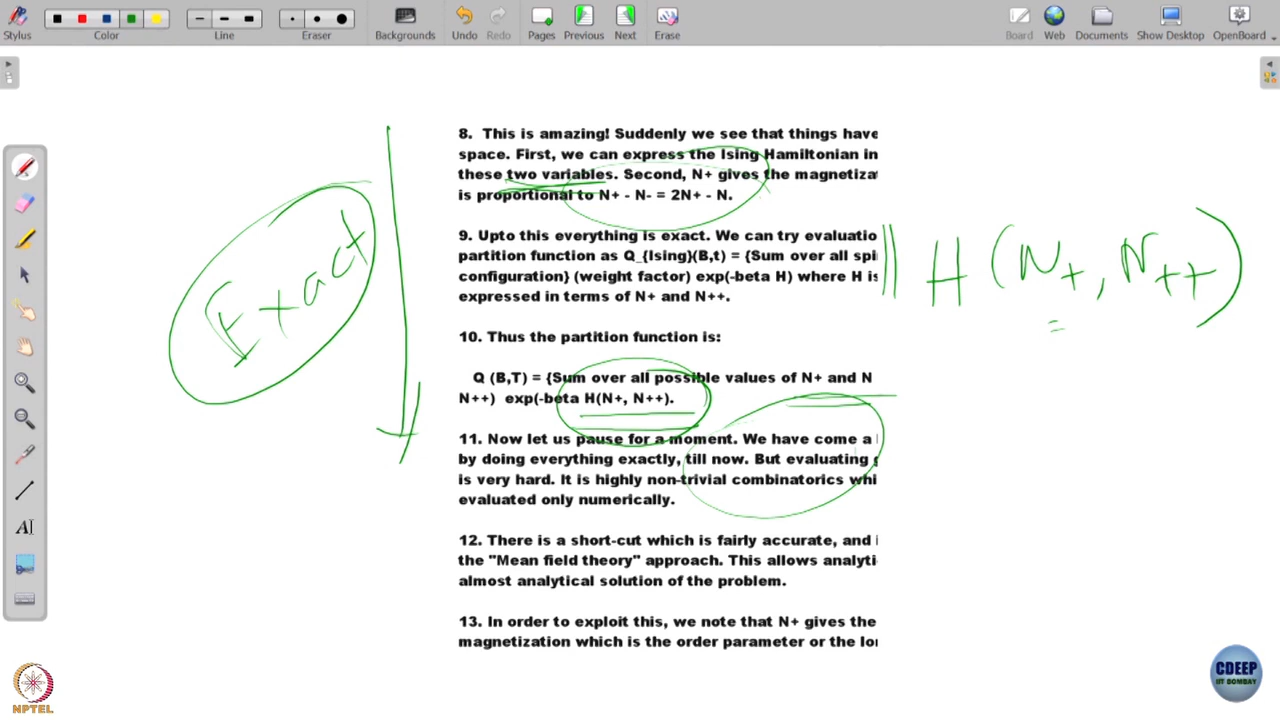 Stylus
Color
Line
Eraser
Backgrounds
Undo
Redo
Pages
Previous
Next
Erase
Board
Web
Documents
Show Desktop
OpenBoard
8. This is amazing! Suddenly we see that things have
space. First, we can express the Ising Hamiltonian in
these two variables. Second, N+ gives the magnetiza
is proportional to N+ - N- = 2N+ - N.
9. Upto this everything is exact. We can try evaluatio
partition function as Q_{Ising}(B,t) = {Sum over all spi
configuration} (weight factor) exp(-beta H) where H is
expressed in terms of N+ and N++.
10. Thus the partition function is:
Q (B,T) = {Sum over all possible values of N+ and N
N++) exp(-beta H(N+, N++).
11. Now let us pause for a moment. We have come a
by doing everything exactly, till now. But evaluating
is very hard. It is highly non-trivial combinatorics whi
evaluated only numerically.
12. There is a short-cut which is fairly accurate, and i
the "Mean field theory" approach. This allows analyti
almost analytical solution of the problem.
13. In order to exploit this, we note that N+ gives the
magnetization which is the order parameter or the lo
Exact
H (N+, N++)
AI
NPTEL
CDEEP
IIT BOMBAY